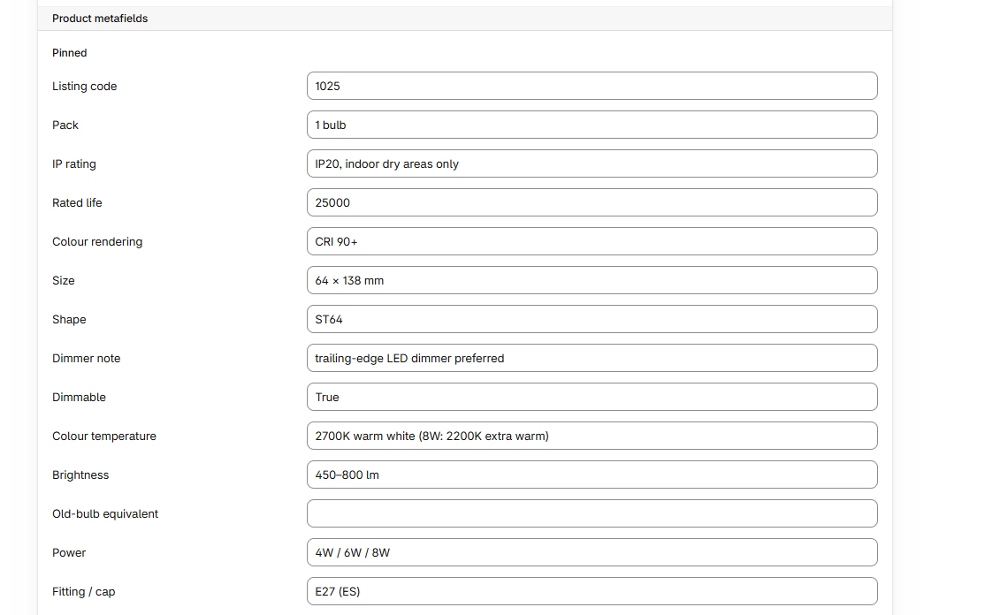 Product metafields
Pinned
Listing code 1025
Pack 1 bulb
IP rating IP20, indoor dry areas only
Rated life 25000
Colour rendering CRI 90+
Size 64 × 138 mm
Shape ST64
Dimmer note trailing-edge LED dimmer preferred
Dimmable True
Colour temperature 2700K warm white (8W: 2200K extra warm)
Brightness 450–800 lm
Old-bulb equivalent
Power 4W / 6W / 8W
Fitting / cap E27 (ES)